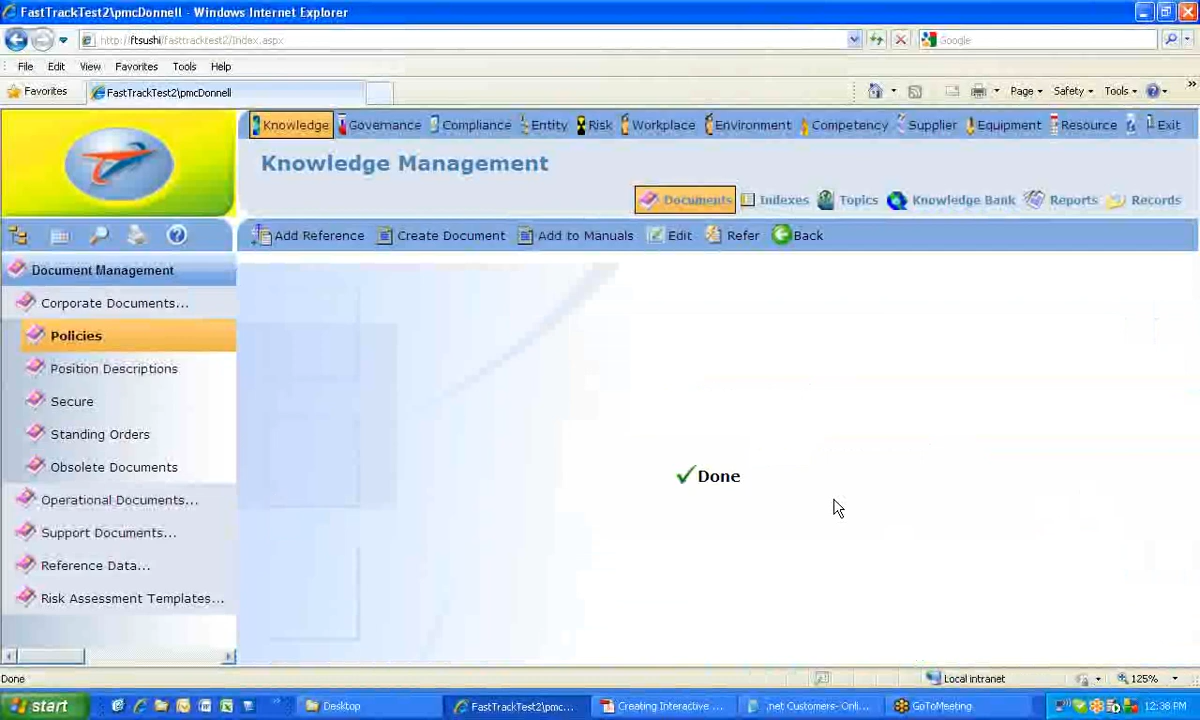 FastTrackTest2\pmcDonnell - Windows Internet Explorer
http://ftsushi/fasttracktest2/index.aspx
Google
File Edit View Favorites Tools Help
Favorites FastTrackTest2\pmcDonnell Page Safety Tools »
Knowledge Governance Compliance Entity Risk Workplace Environment Competency Supplier Equipment Resource Exit
Knowledge Management
Documents Indexes Topics Knowledge Bank Reports Records
Add Reference Create Document Add to Manuals Edit Refer Back
Document Management
Corporate Documents...
Policies
Position Descriptions
Secure
Standing Orders
Obsolete Documents
Operational Documents...
Support Documents...
Reference Data...
Risk Assessment Templates...
Done
Done Local intranet 125%
start Desktop FastTrackTest2\pmc... Creating Interactive ... .net Customers- Onli... GoToMeeting 12:38 PM